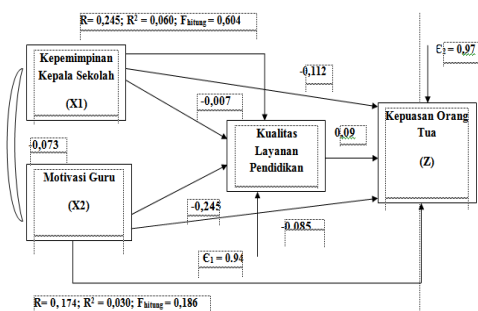 R= 0,245; R² = 0,060; Fhitung = 0,604
Kepemimpinan
Kepala Sekolah
(X1)
Є2 = 0,97
-0,112
-0,007
Kualitas
Layanan
Pendidikan
Kepuasan Orang
Tua
(Z)
0,09
-0,073
Motivasi Guru
(X2)
-0,245
-0,085
Є1 = 0.94
R= 0, 174; R² = 0,030; Fhitung = 0,186